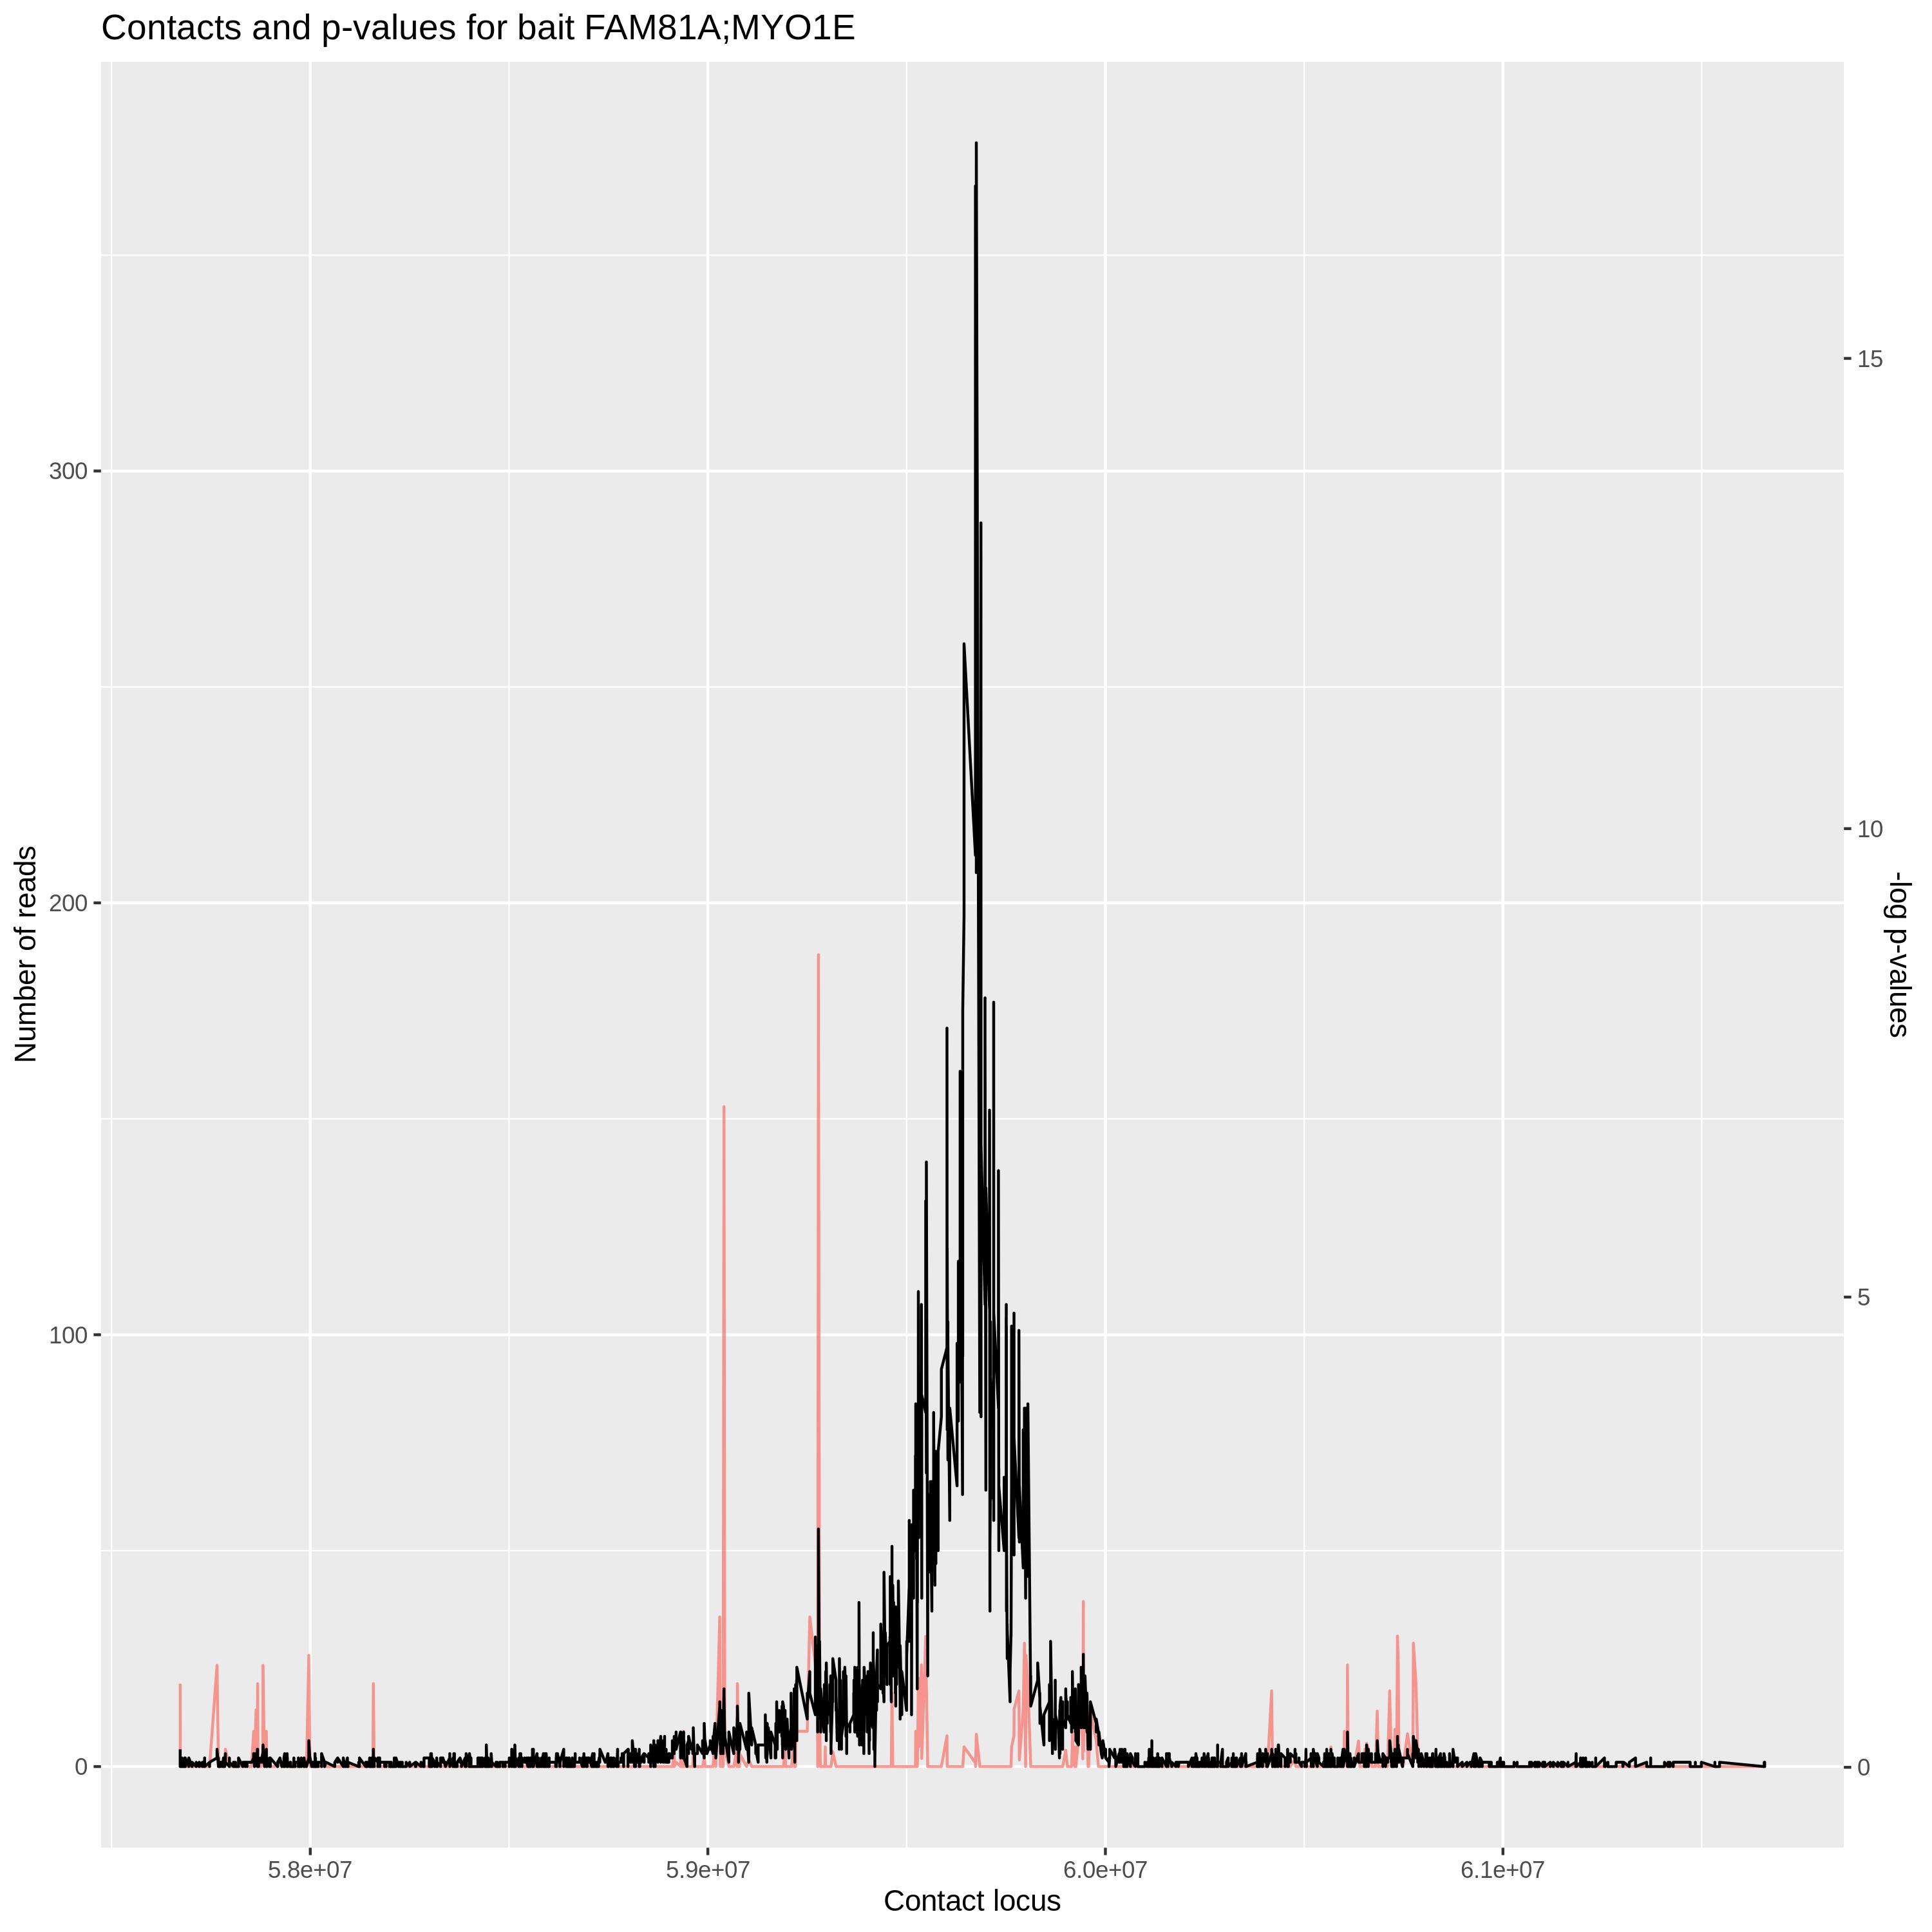 Contacts and p-values for bait FAM81A;MYO1E
Number of reads
300
200
100
0
15
10
5
0
-log p-values
5.8e+07
5.9e+07
6.0e+07
6.1e+07
Contact locus